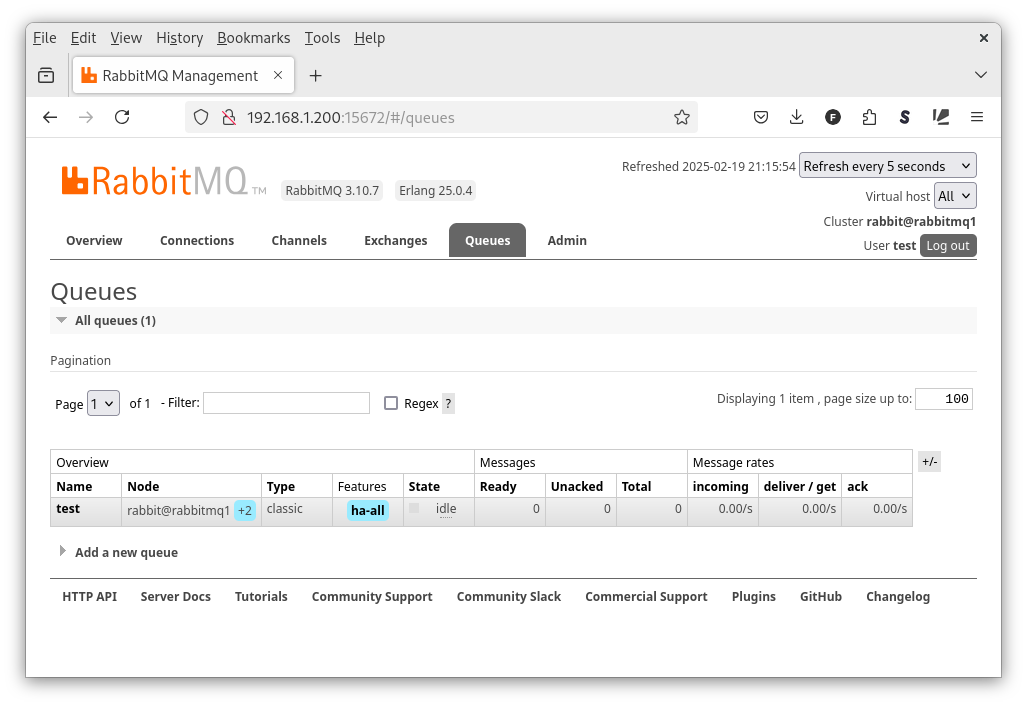 File Edit View History Bookmarks Tools Help
RabbitMQ Management
192.168.1.200:15672/#/queues
F
S
Refreshed 2025-02-19 21:15:54 Refresh every 5 seconds
RabbitMQ TM RabbitMQ 3.10.7 Erlang 25.0.4
Virtual host All
Cluster rabbit@rabbitmq1
User test Log out
Overview Connections Channels Exchanges Queues Admin
Queues
All queues (1)
Pagination
Page 1 of 1 - Filter: Regex ? Displaying 1 item , page size up to: 100
Overview Messages Message rates +/-
Name Node Type Features State Ready Unacked Total incoming deliver / get ack
test rabbit@rabbitmq1 +2 classic ha-all idle 0 0 0 0.00/s 0.00/s 0.00/s
Add a new queue
HTTP API Server Docs Tutorials Community Support Community Slack Commercial Support Plugins GitHub Changelog